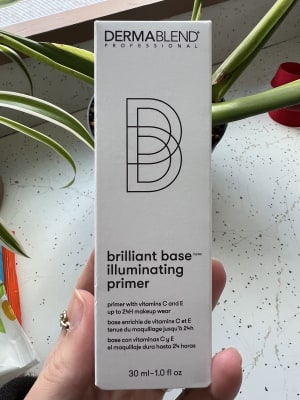 DERMABLEND®
PROFESSIONAL
brilliant base™
illuminating
primer
primer with vitamins C and E
up to 24H makeup wear
base enrichie de vitamins C et E
tenue du maquillage jusqu'à 24h
base con vitaminas C y E
el maquillaje dura hasta 24 horas
30 ml-1.0 fl oz